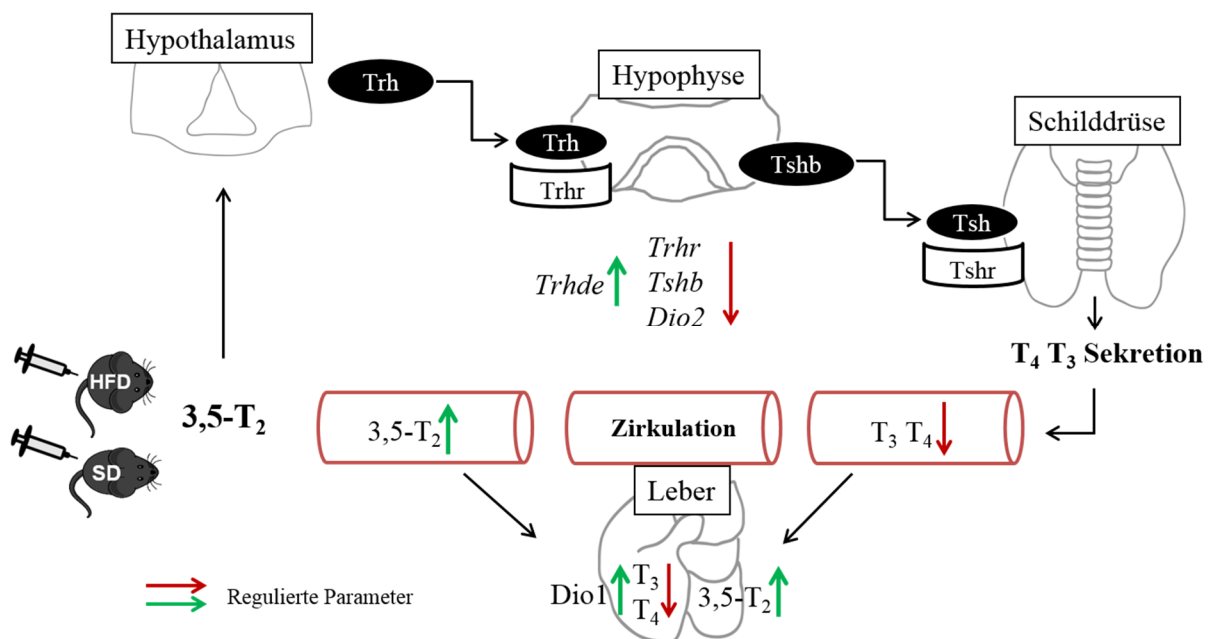 Hypothalamus
Trh
Hypophyse
Trh
Trhr
Tshb
Schilddrüse
Tsh
Tshr
Trhde
Trhr
Tshb
Dio2
T₄ T₃ Sekretion
HFD
SD
3,5-T₂
3,5-T₂
Zirkulation
T₃ T₄
Leber
Dio1
T₃
T₄
3,5-T₂
Regulierte Parameter